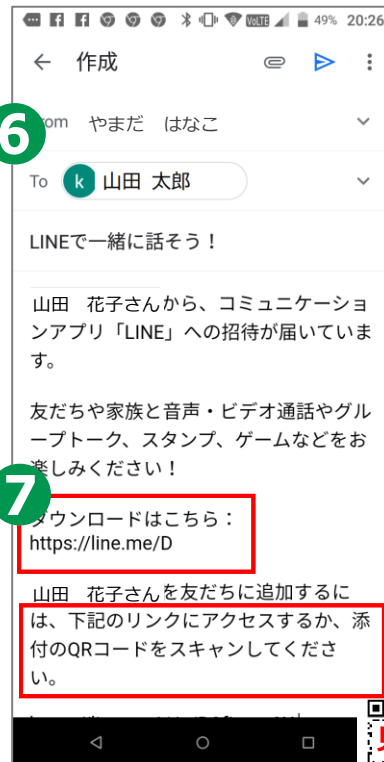 VoLTE 49% 20:26
作成
6
From やまだ はなこ
To k 山田 太郎
LINEで一緒に話そう！
山田 花子さんから、コミュニケーショ
ンアプリ「LINE」への招待が届いていま
す。
友だちや家族と音声・ビデオ通話やグル
ープトーク、スタンプ、ゲームなどをお
楽しみください！
7
ダウンロードはこちら：
https://line.me/D
山田 花子さんを友だちに追加するに
は、下記のリンクにアクセスするか、添
付のQRコードをスキャンしてくださ
い。